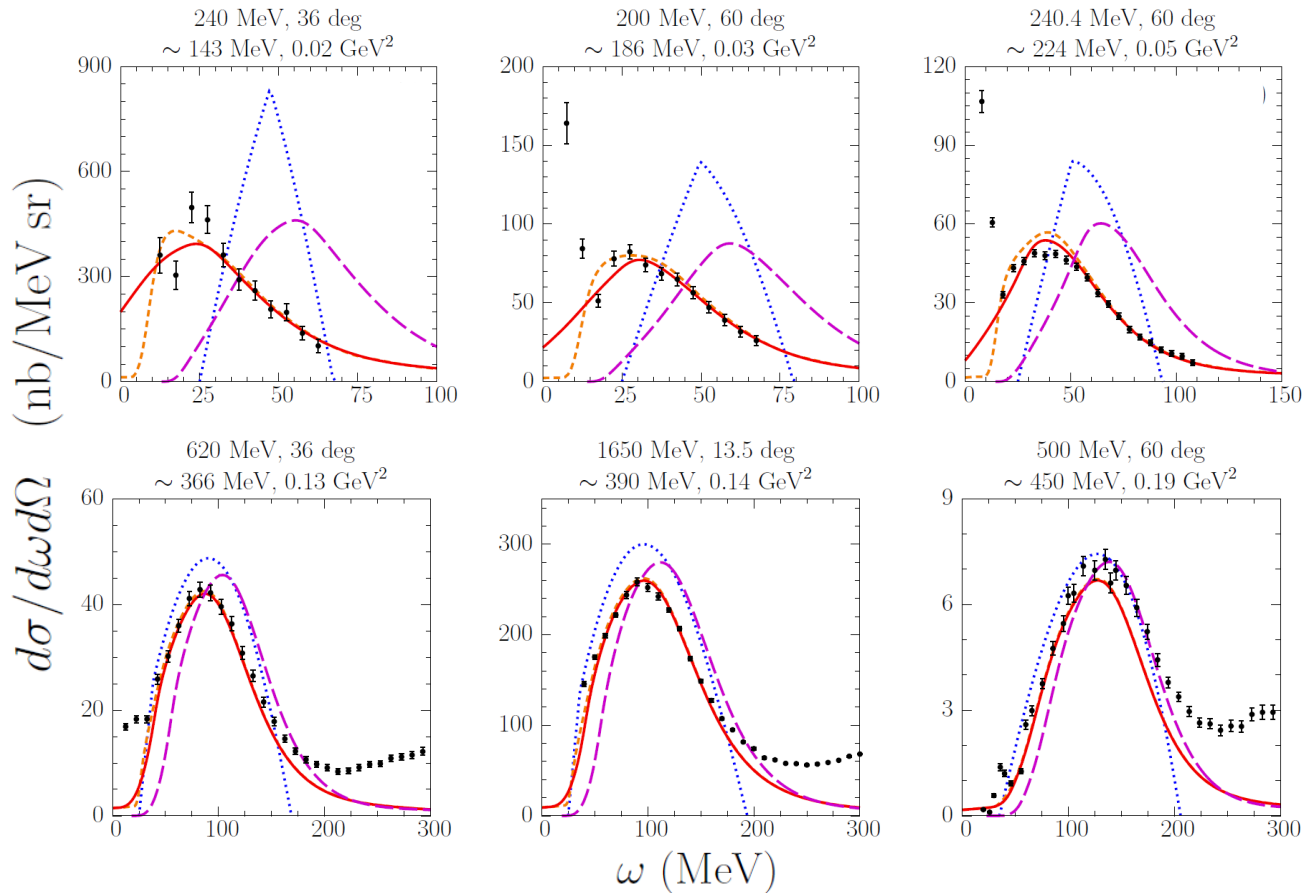 240 MeV, 36 deg
∼ 143 MeV, 0.02 GeV²
200 MeV, 60 deg
∼ 186 MeV, 0.03 GeV²
240.4 MeV, 60 deg
∼ 224 MeV, 0.05 GeV²
900
600
300
0
0 25 50 75 100
200
150
100
50
0
0 25 50 75 100
120
90
60
30
0
0 50 100 150
)
620 MeV, 36 deg
∼ 366 MeV, 0.13 GeV²
1650 MeV, 13.5 deg
∼ 390 MeV, 0.14 GeV²
500 MeV, 60 deg
∼ 450 MeV, 0.19 GeV²
60
40
20
0
0 100 200 300
300
200
100
0
0 100 200 300
9
6
3
0
0 100 200 300
dσ/dωdΩ (nb/MeV sr)
ω (MeV)